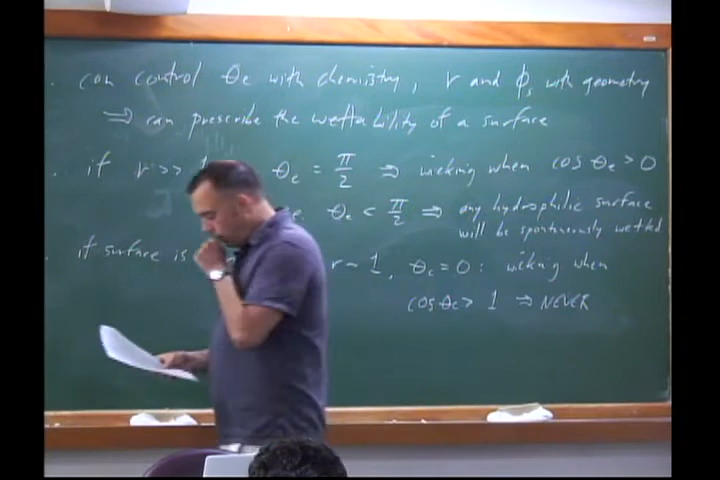 · can control θe with chemistry, r and ϕs with geometry
⇒ can prescribe the wettability of a surface
· if r >> 1 θc = π/2 ⇒ wicking when cos θe > 0
θe < π/2 ⇒ any hydrophilic surface
will be spontaneously wetted
· if surface is r ~ 1, θc = 0 : wicking when
cos θe > 1 ⇒ NEVER